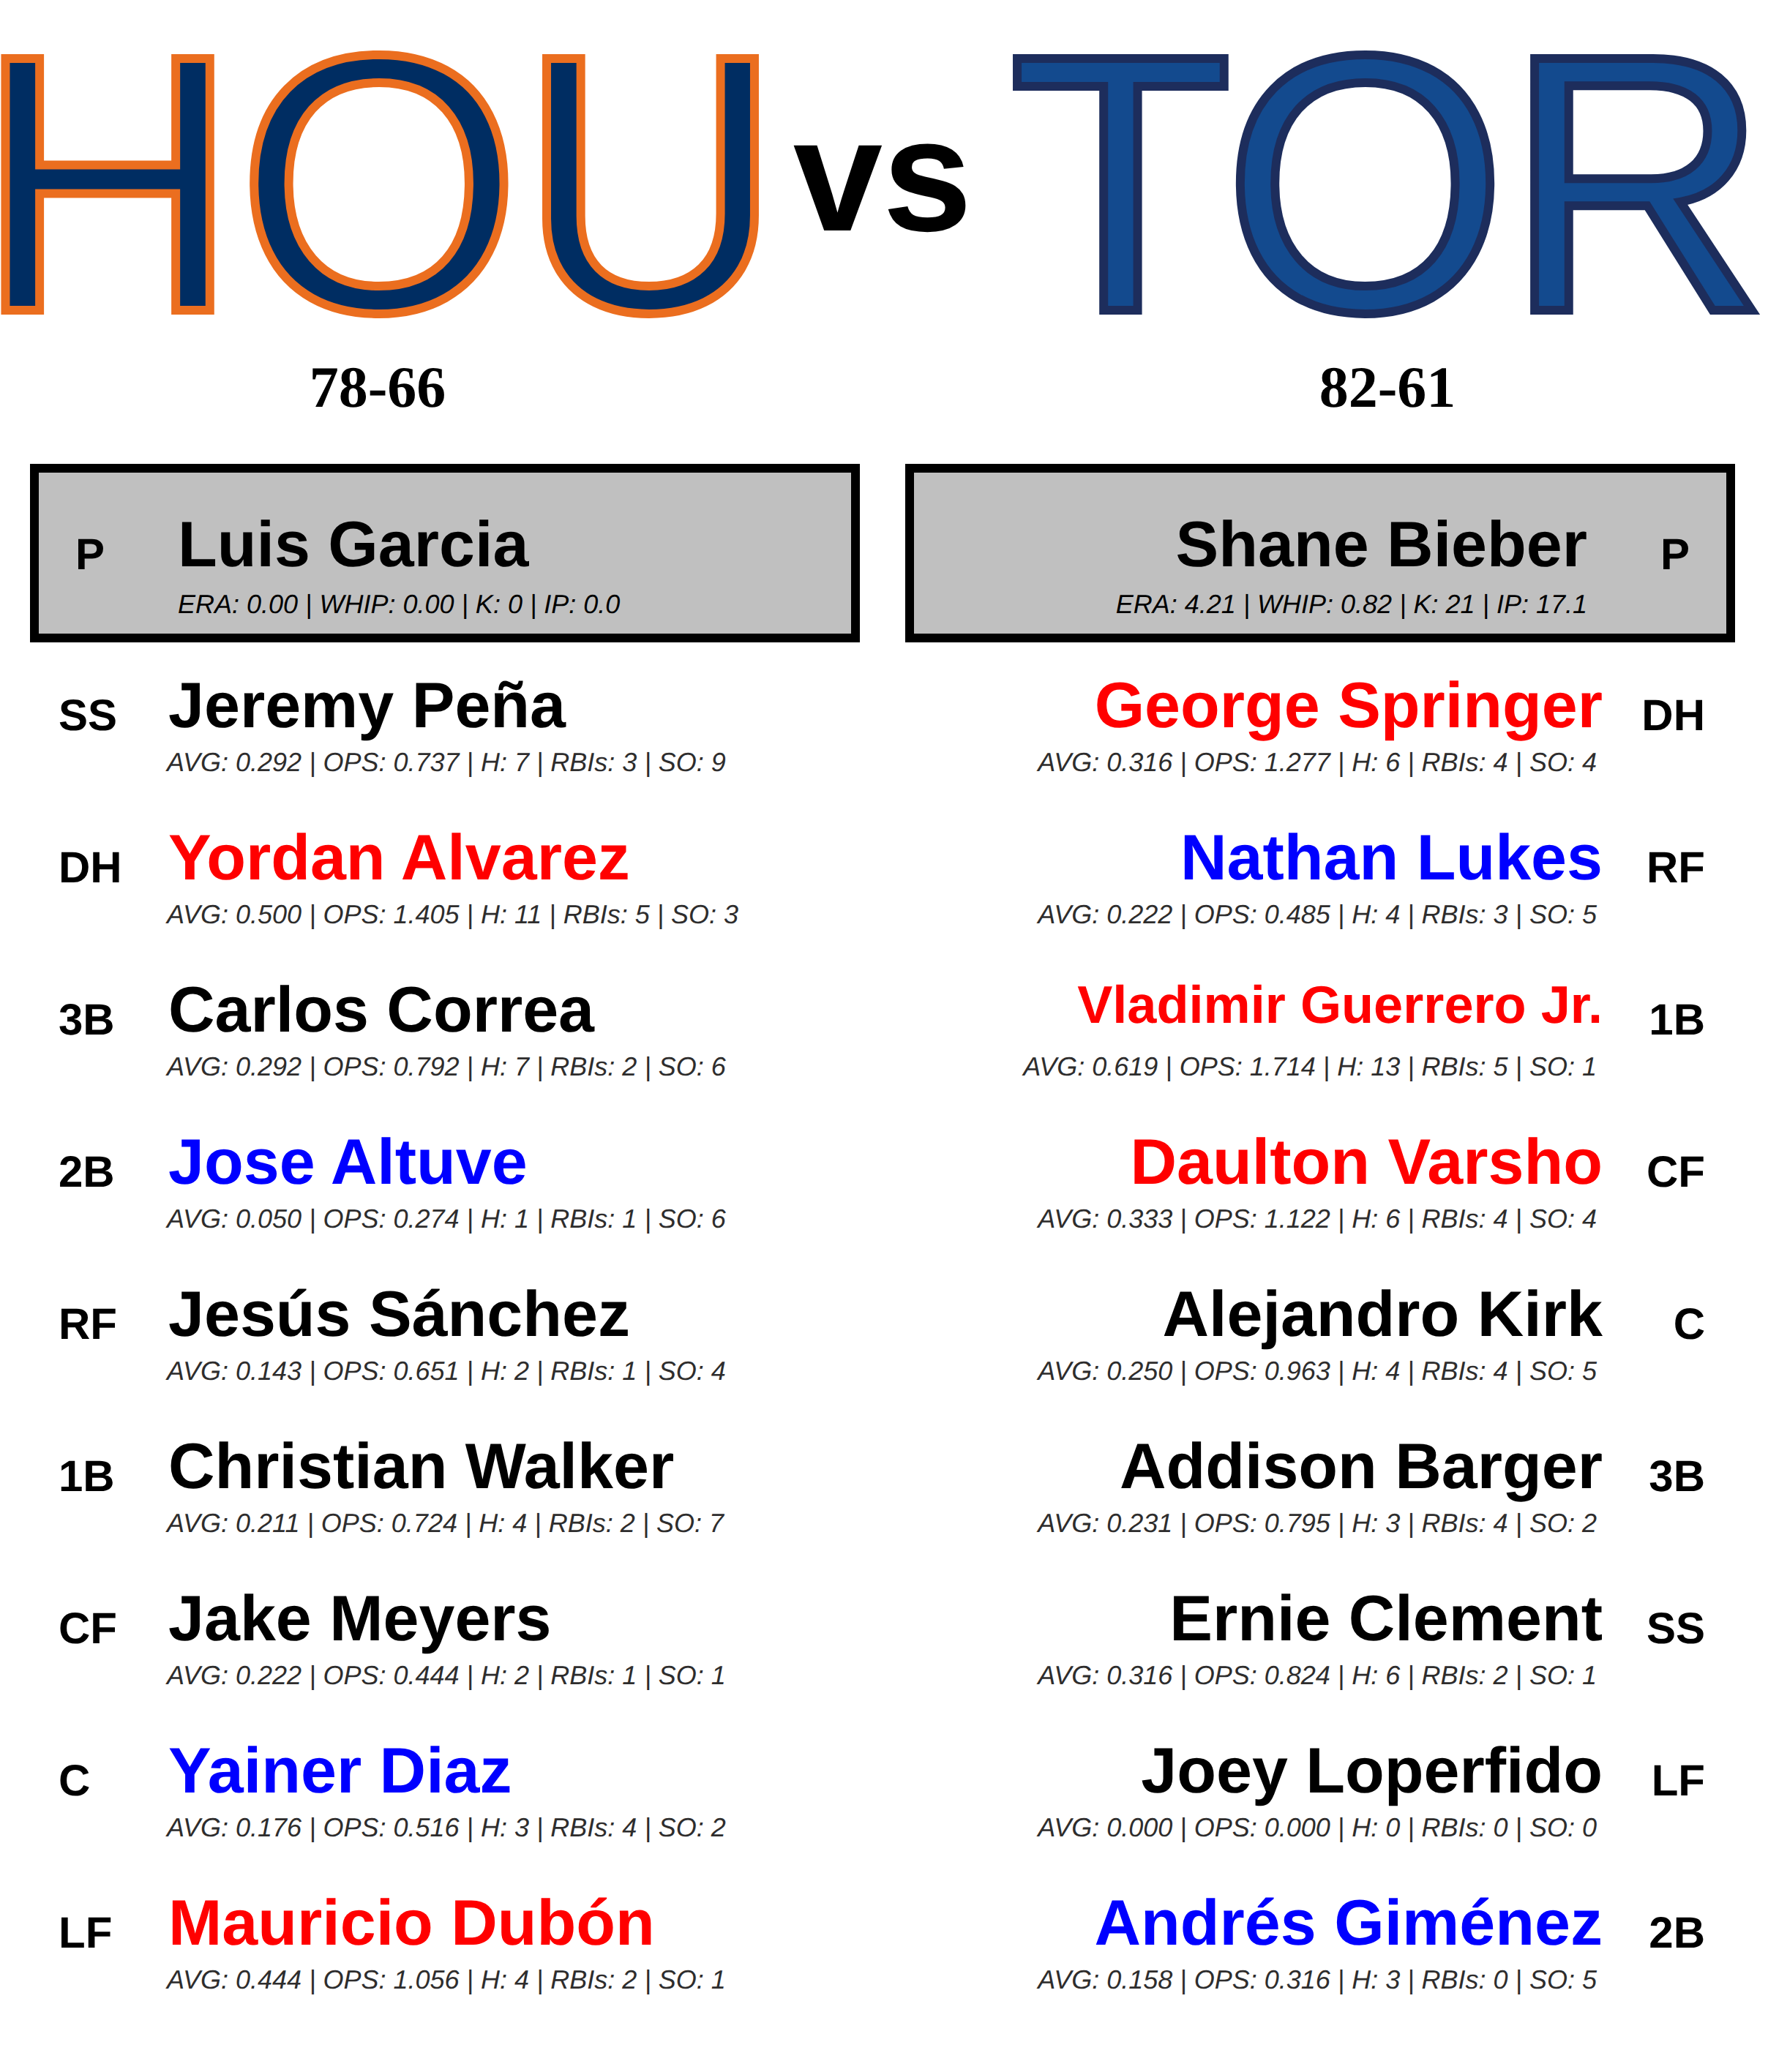 HOU vs TOR
78-66
82-61
P Luis Garcia
ERA: 0.00 | WHIP: 0.00 | K: 0 | IP: 0.0
Shane Bieber P
ERA: 4.21 | WHIP: 0.82 | K: 21 | IP: 17.1
SS Jeremy Peña
AVG: 0.292 | OPS: 0.737 | H: 7 | RBIs: 3 | SO: 9
DH Yordan Alvarez
AVG: 0.500 | OPS: 1.405 | H: 11 | RBIs: 5 | SO: 3
3B Carlos Correa
AVG: 0.292 | OPS: 0.792 | H: 7 | RBIs: 2 | SO: 6
2B Jose Altuve
AVG: 0.050 | OPS: 0.274 | H: 1 | RBIs: 1 | SO: 6
RF Jesús Sánchez
AVG: 0.143 | OPS: 0.651 | H: 2 | RBIs: 1 | SO: 4
1B Christian Walker
AVG: 0.211 | OPS: 0.724 | H: 4 | RBIs: 2 | SO: 7
CF Jake Meyers
AVG: 0.222 | OPS: 0.444 | H: 2 | RBIs: 1 | SO: 1
C Yainer Diaz
AVG: 0.176 | OPS: 0.516 | H: 3 | RBIs: 4 | SO: 2
LF Mauricio Dubón
AVG: 0.444 | OPS: 1.056 | H: 4 | RBIs: 2 | SO: 1
George Springer DH
AVG: 0.316 | OPS: 1.277 | H: 6 | RBIs: 4 | SO: 4
Nathan Lukes RF
AVG: 0.222 | OPS: 0.485 | H: 4 | RBIs: 3 | SO: 5
Vladimir Guerrero Jr. 1B
AVG: 0.619 | OPS: 1.714 | H: 13 | RBIs: 5 | SO: 1
Daulton Varsho CF
AVG: 0.333 | OPS: 1.122 | H: 6 | RBIs: 4 | SO: 4
Alejandro Kirk C
AVG: 0.250 | OPS: 0.963 | H: 4 | RBIs: 4 | SO: 5
Addison Barger 3B
AVG: 0.231 | OPS: 0.795 | H: 3 | RBIs: 4 | SO: 2
Ernie Clement SS
AVG: 0.316 | OPS: 0.824 | H: 6 | RBIs: 2 | SO: 1
Joey Loperfido LF
AVG: 0.000 | OPS: 0.000 | H: 0 | RBIs: 0 | SO: 0
Andrés Giménez 2B
AVG: 0.158 | OPS: 0.316 | H: 3 | RBIs: 0 | SO: 5